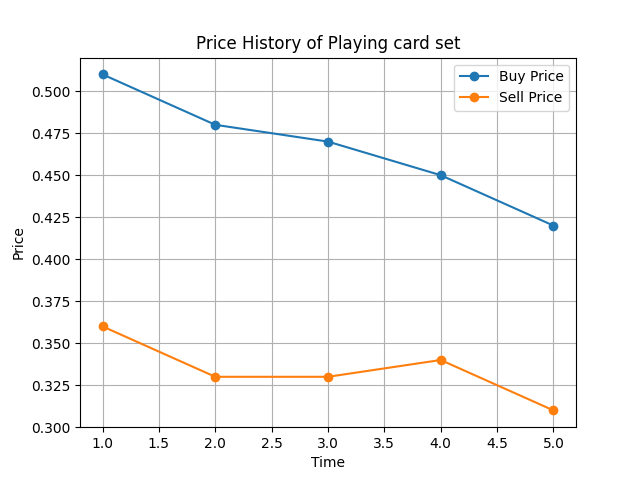 Price History of Playing card set
Buy Price
Sell Price
0.500
0.475
0.450
0.425
0.400
0.375
0.350
0.325
0.300
Price
1.0 1.5 2.0 2.5 3.0 3.5 4.0 4.5 5.0
Time